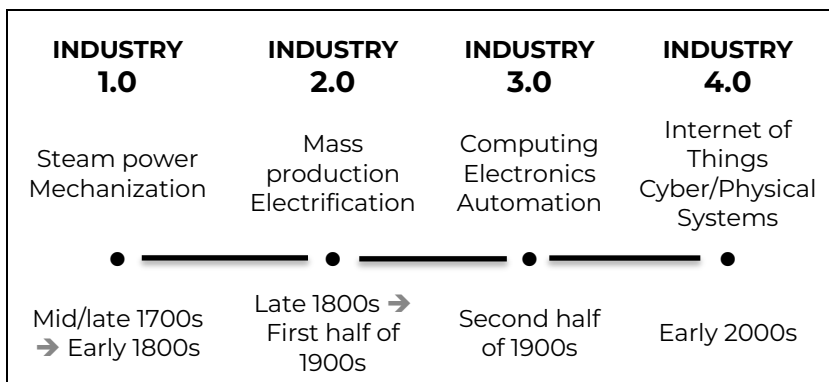 INDUSTRY
1.0
Steam power
Mechanization
Mid/late 1700s
➔ Early 1800s
INDUSTRY
2.0
Mass
production
Electrification
Late 1800s ➔
First half of
1900s
INDUSTRY
3.0
Computing
Electronics
Automation
Second half
of 1900s
INDUSTRY
4.0
Internet of
Things
Cyber/Physical
Systems
Early 2000s